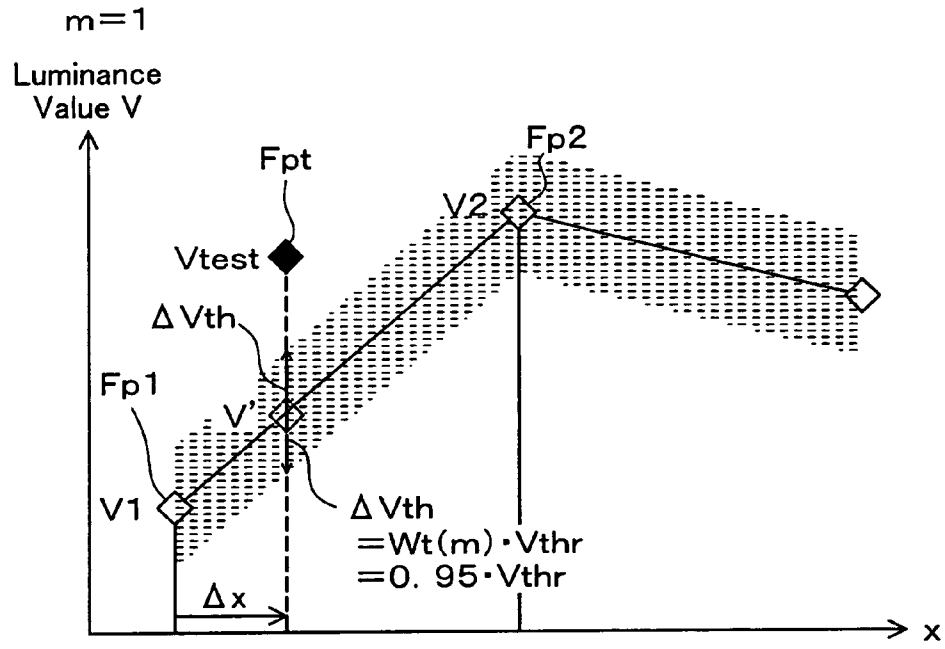 m=1
Luminance
Value V
Fp2
Fpt
V2
Vtest
ΔVth
Fp1
V'
V1
ΔVth
=Wt(m)·Vthr
=0. 95·Vthr
Δx
x